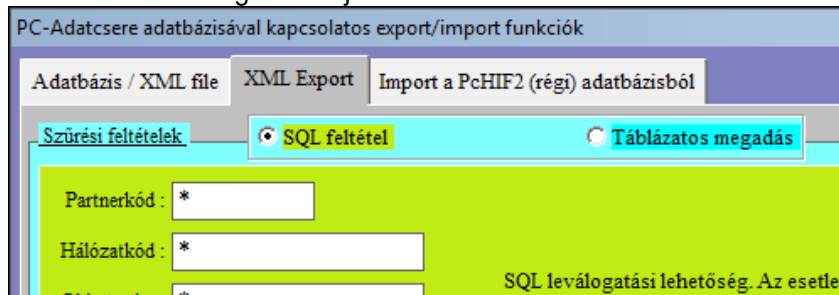 PC-Adatcsere adatbázisával kapcsolatos export/import funkciók
Adatbázis / XML file XML Export Import a PcHIF2 (régi) adatbázisból
Szűrési feltételek SQL feltétel Táblázatos megadás
Partnerkód : *
Hálózatkód : *
SQL leválogatási lehetőség. Az esetle
*